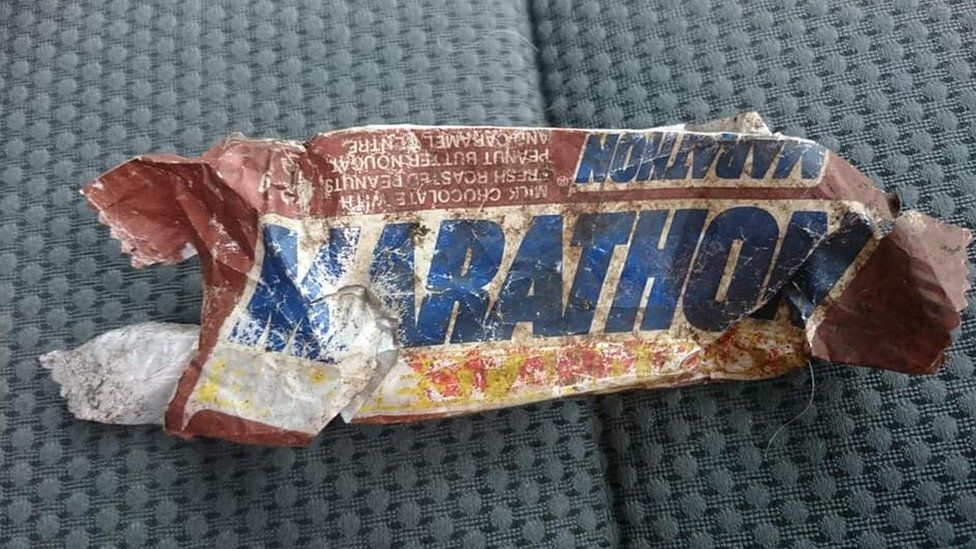 MILK CHOCOLATE WITH
FRESH ROASTED PEANUTS
PEANUT BUTTER NOUGAT,
AND CARAMEL CENTRE.
MARATHON®
MARATHON